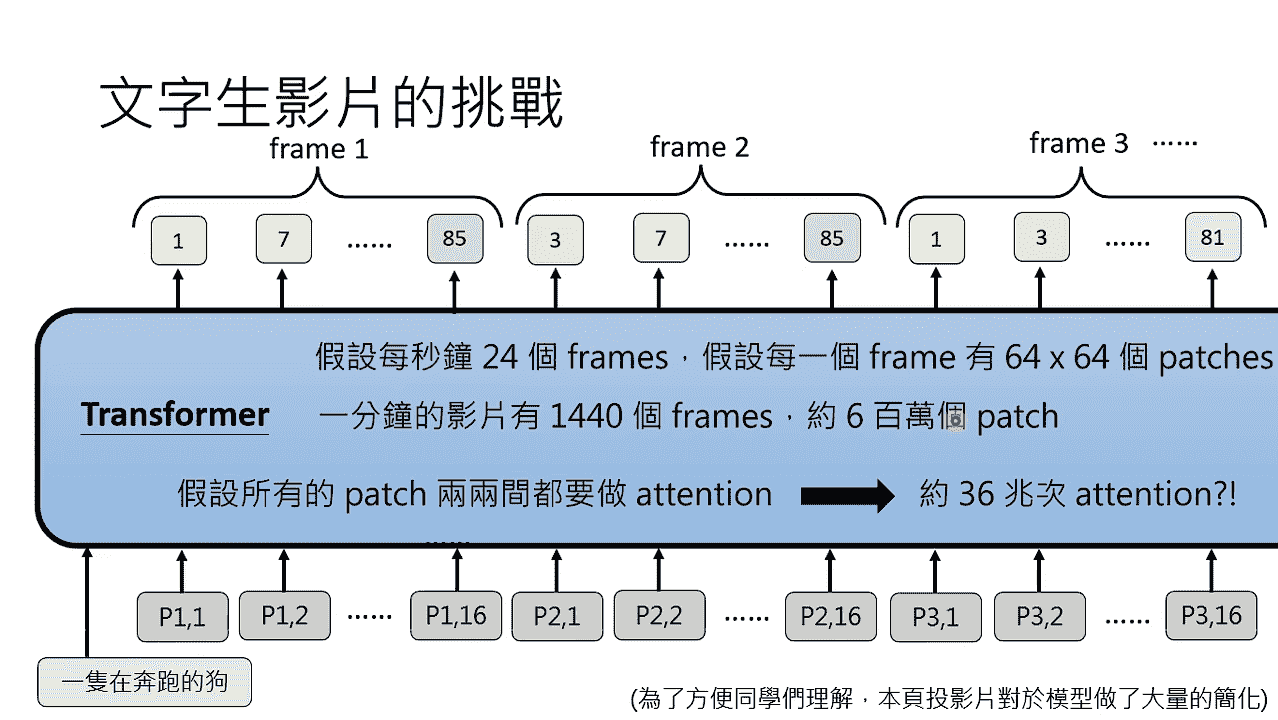 文字生影片的挑戰
frame 1
frame 2
frame 3 ……
1 7 …… 85 3 7 …… 85 1 3 …… 81
假設每秒鐘 24 個 frames，假設每一個 frame 有 64 x 64 個 patches
Transformer
一分鐘的影片有 1440 個 frames，約 6 百萬個 patch
假設所有的 patch 兩兩間都要做 attention
約 36 兆次 attention?!
……
P1,1 P1,2 …… P1,16 P2,1 P2,2 …… P2,16 P3,1 P3,2 …… P3,16
一隻在奔跑的狗
(為了方便同學們理解，本頁投影片對於模型做了大量的簡化)